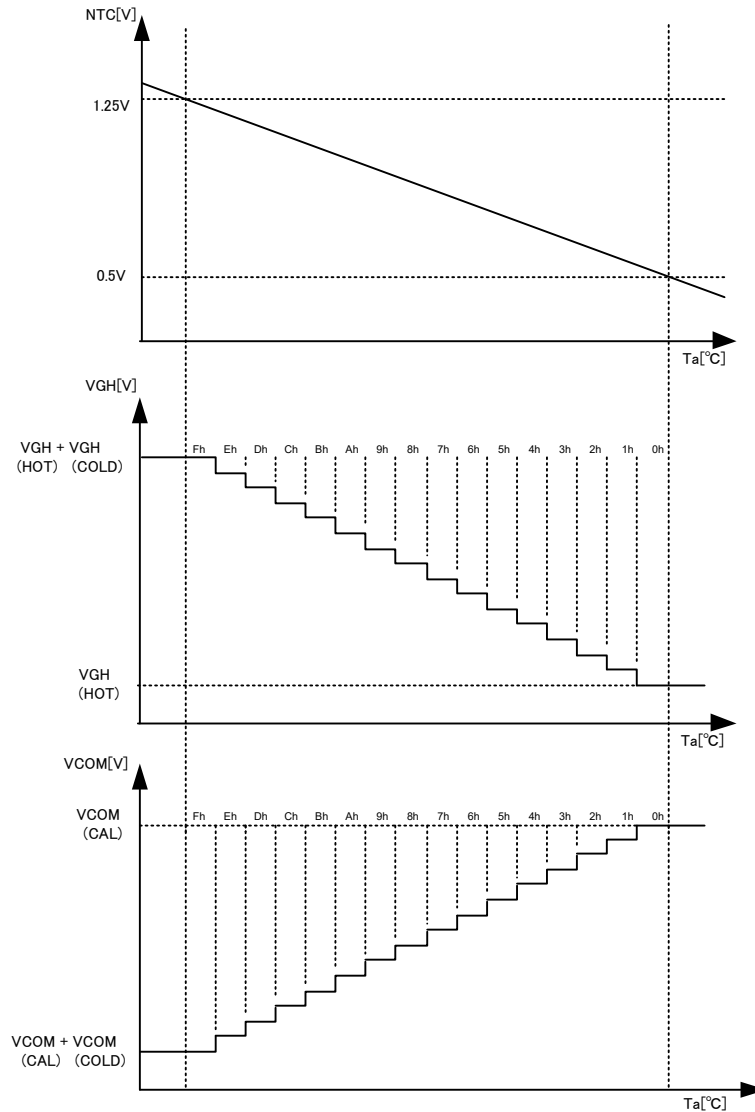 NTC[V]
1.25V
0.5V
Ta[°C]
VGH[V]
VGH + VGH
(HOT) (COLD)
Fh Eh Dh Ch Bh Ah 9h 8h 7h 6h 5h 4h 3h 2h 1h 0h
VGH
(HOT)
Ta[°C]
VCOM[V]
VCOM
(CAL)
Fh Eh Dh Ch Bh Ah 9h 8h 7h 6h 5h 4h 3h 2h 1h 0h
VCOM + VCOM
(CAL) (COLD)
Ta[°C]